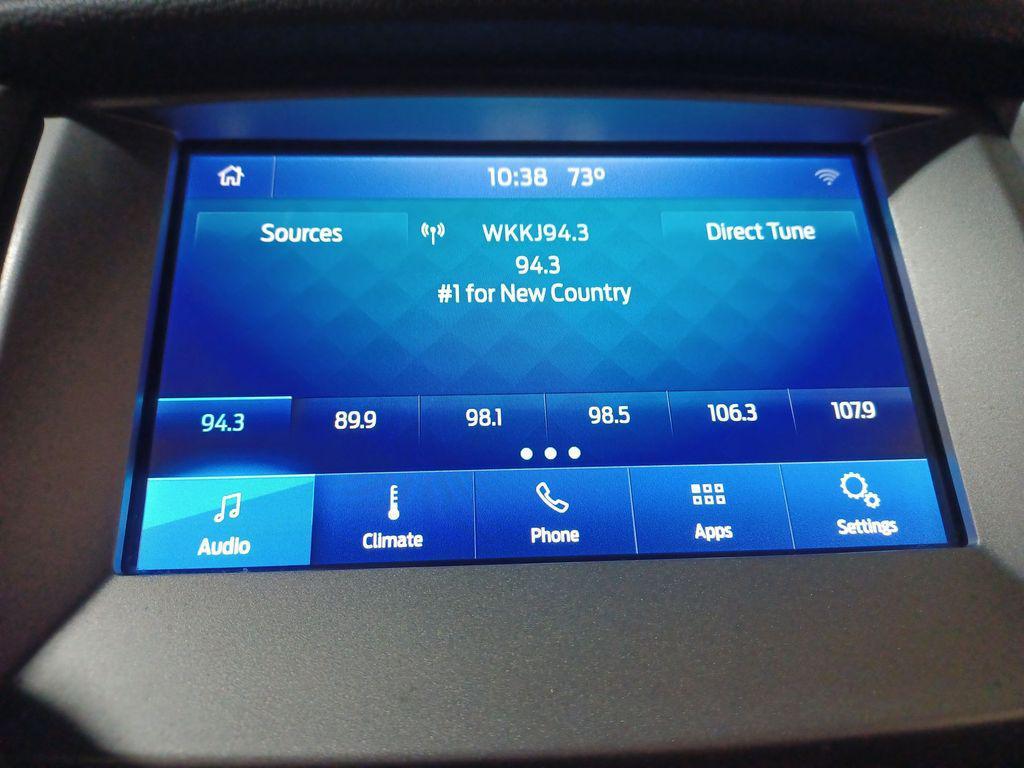 10:38 73°
Sources WKKJ94.3 Direct Tune
94.3
#1 for New Country
94.3 89.9 98.1 98.5 106.3 107.9
Audio Climate Phone Apps Settings